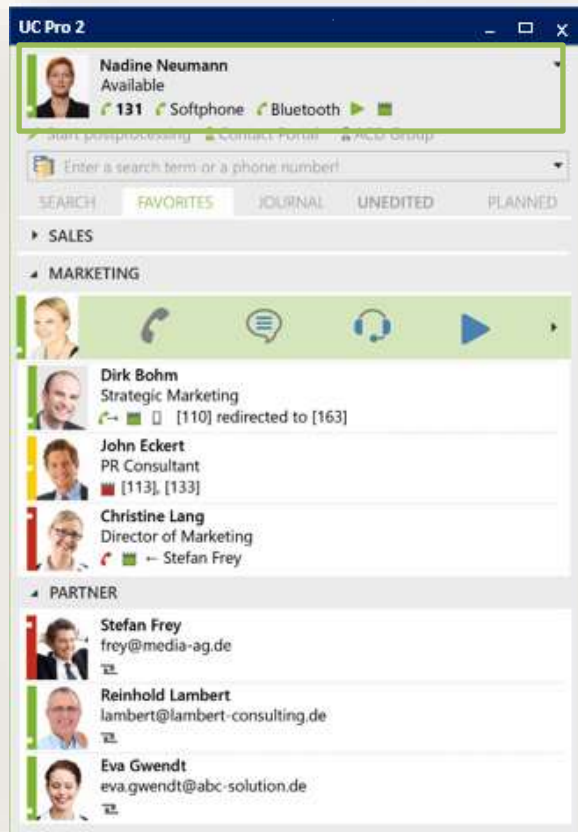 UC Pro 2
Nadine Neumann
Available
131 Softphone Bluetooth
Start postprocessing Contact Portal ACD Group
Enter a search term or a phone number!
SEARCH FAVORITES JOURNAL UNEDITED PLANNED
SALES
MARKETING
Dirk Bohm
Strategic Marketing
[110] redirected to [163]
John Eckert
PR Consultant
[113], [133]
Christine Lang
Director of Marketing
← Stefan Frey
PARTNER
Stefan Frey
frey@media-ag.de
Reinhold Lambert
lambert@lambert-consulting.de
Eva Gwendt
eva.gwendt@abc-solution.de